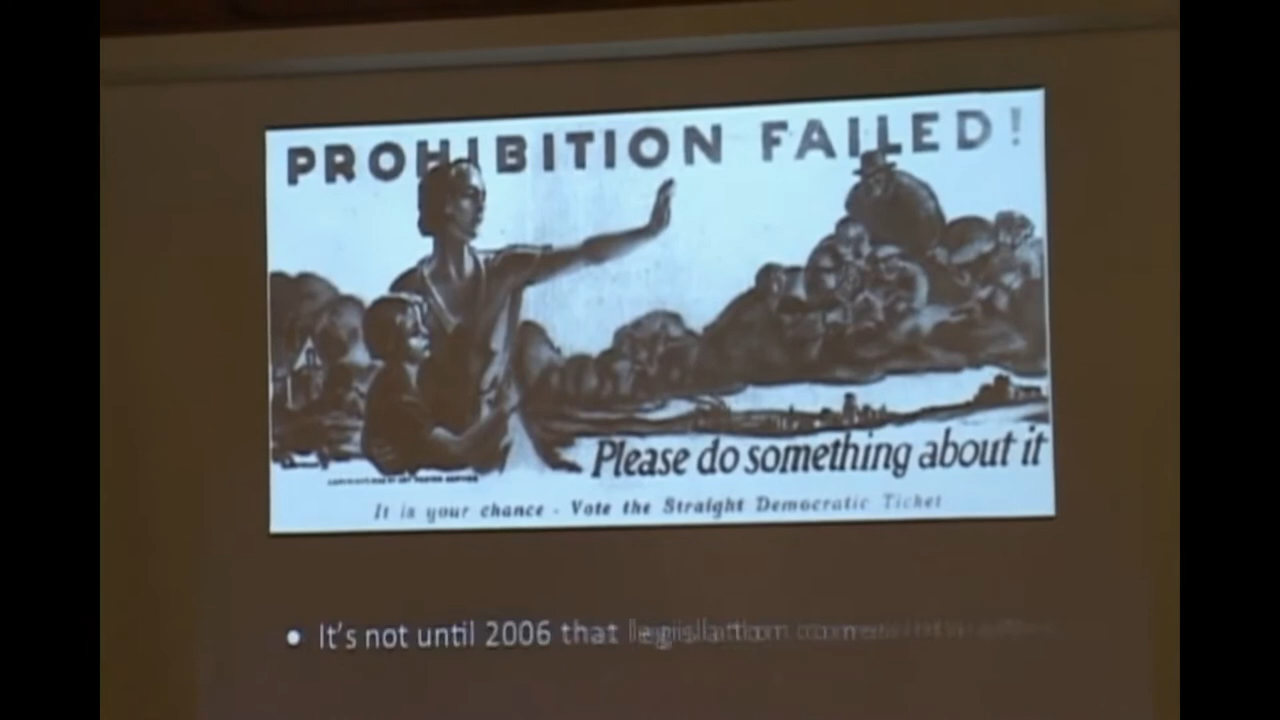 PROHIBITION FAILED!
Please do something about it
It is your chance - Vote the Straight Democratic Ticket
• It's not until 2006 that legislation